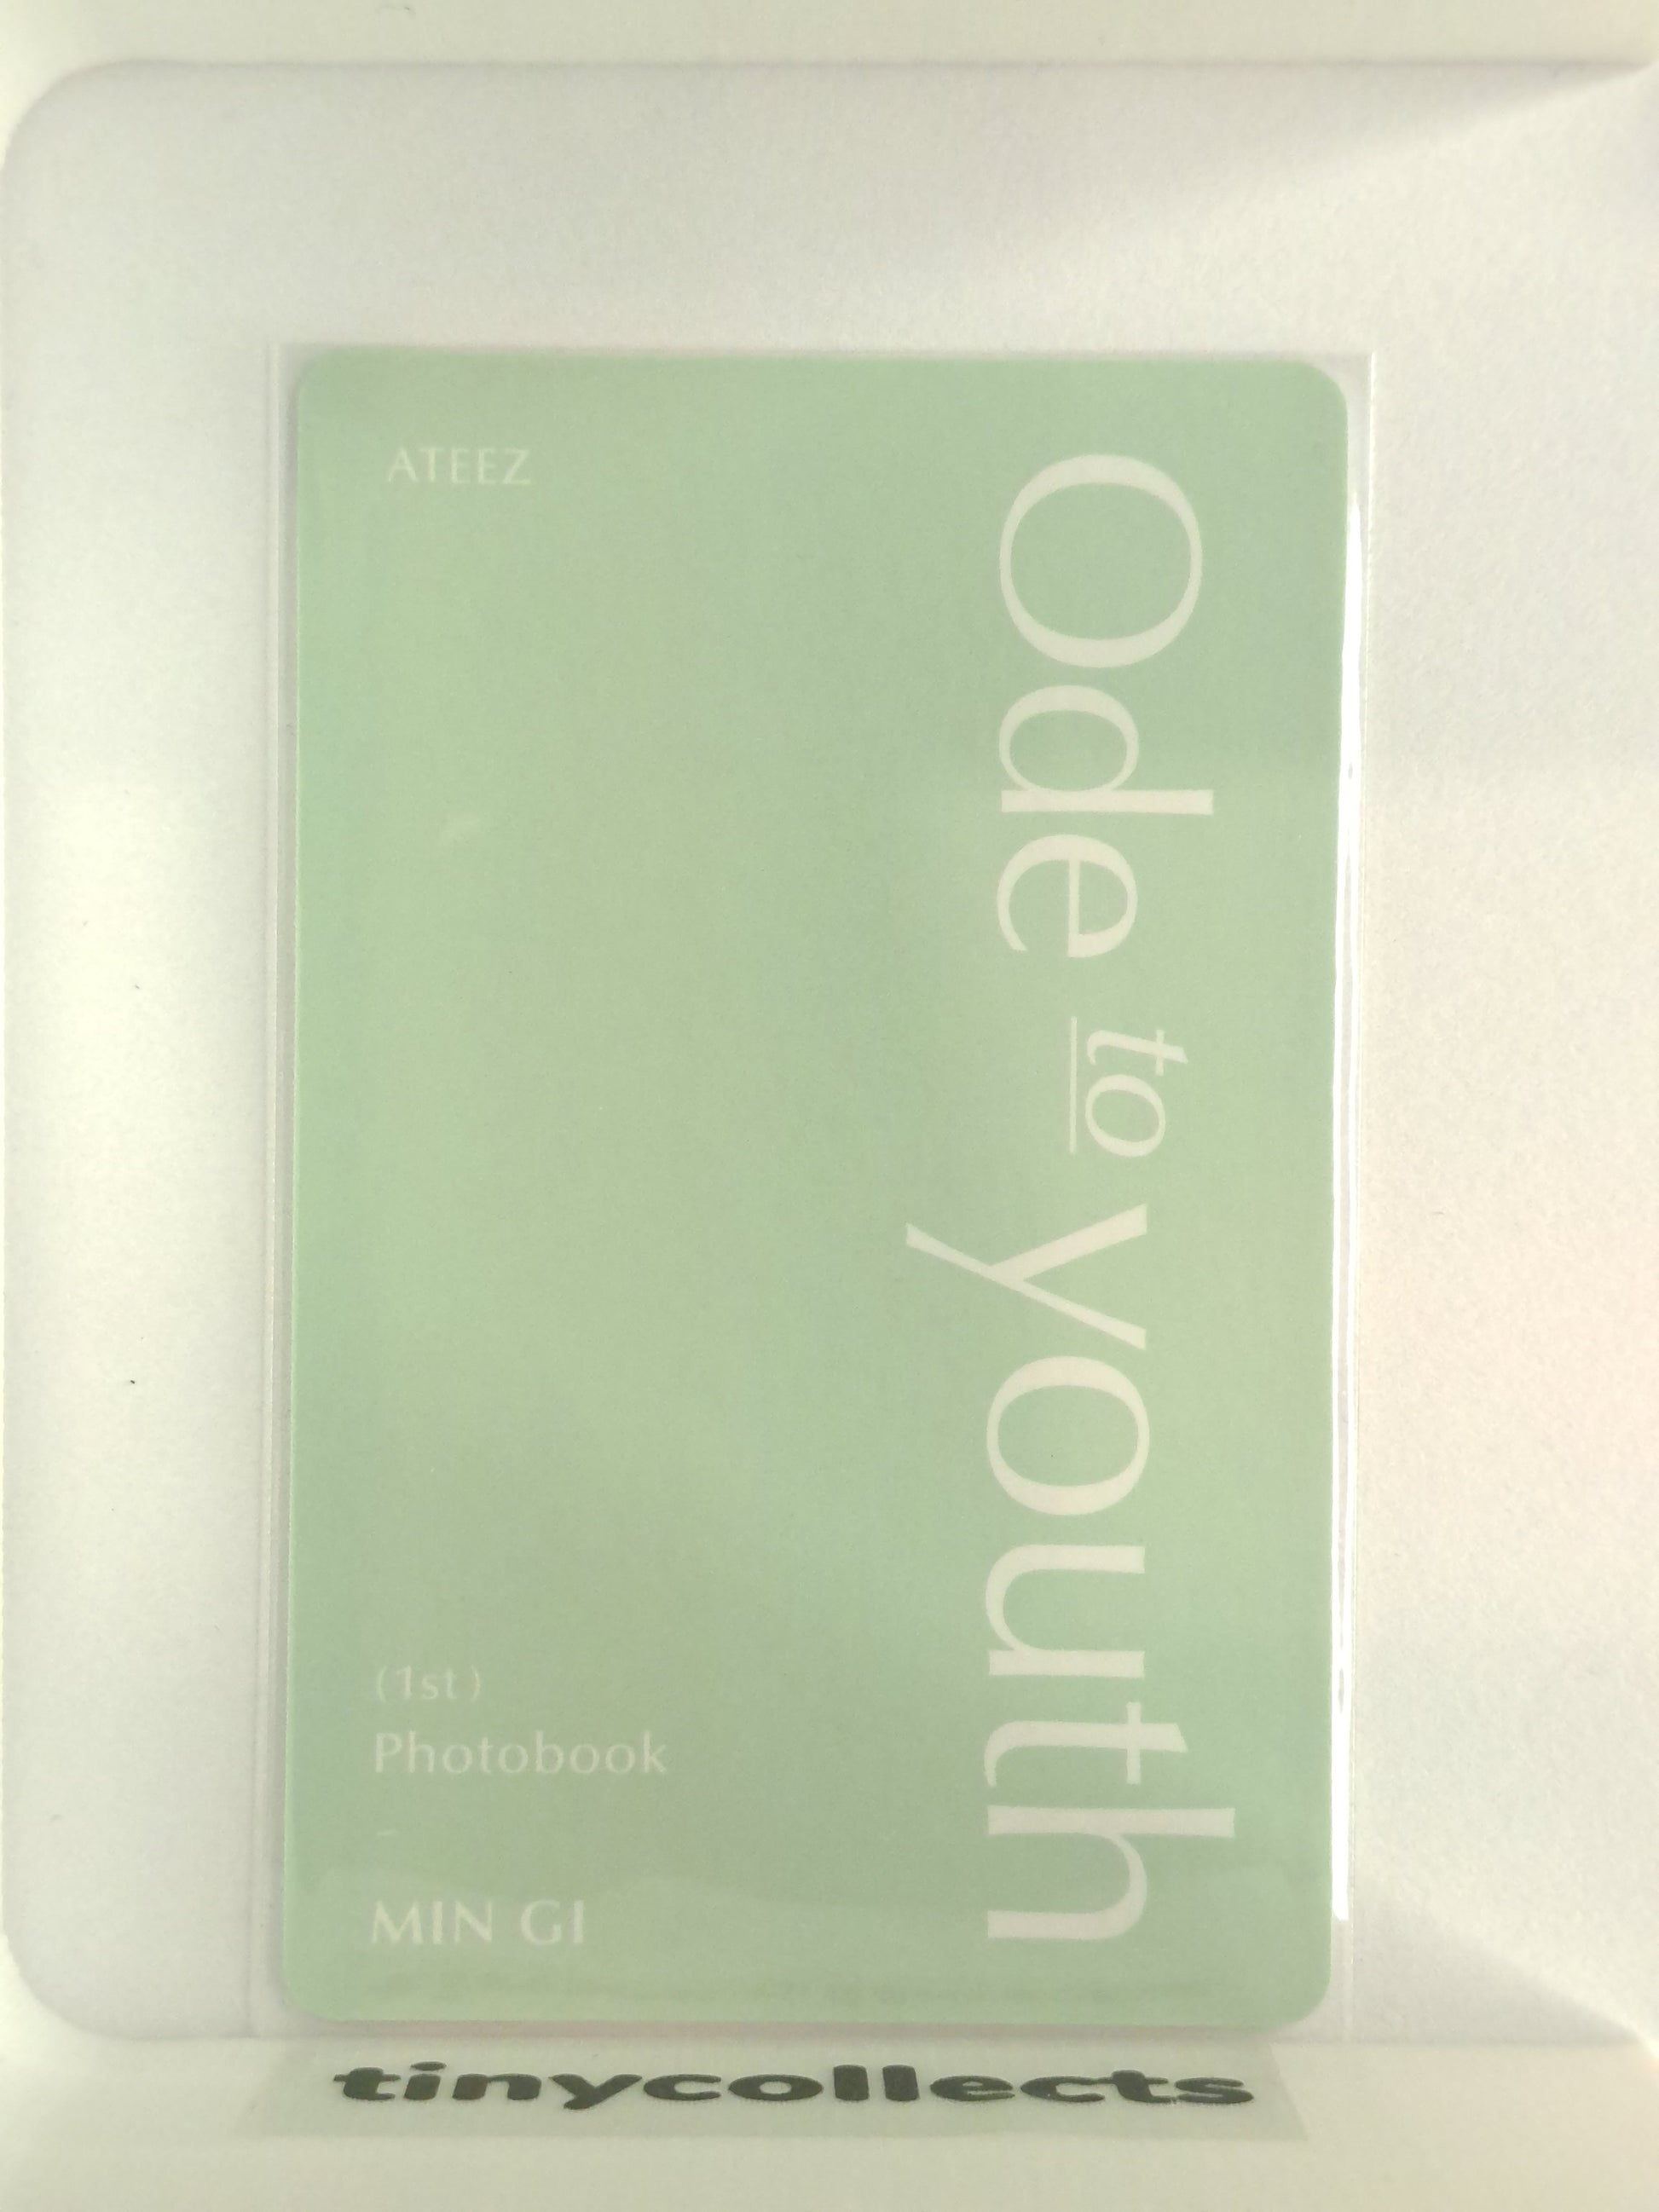 ATEEZ
Ode to youth
(1st)
Photobook
-
MIN GI
tinycollects